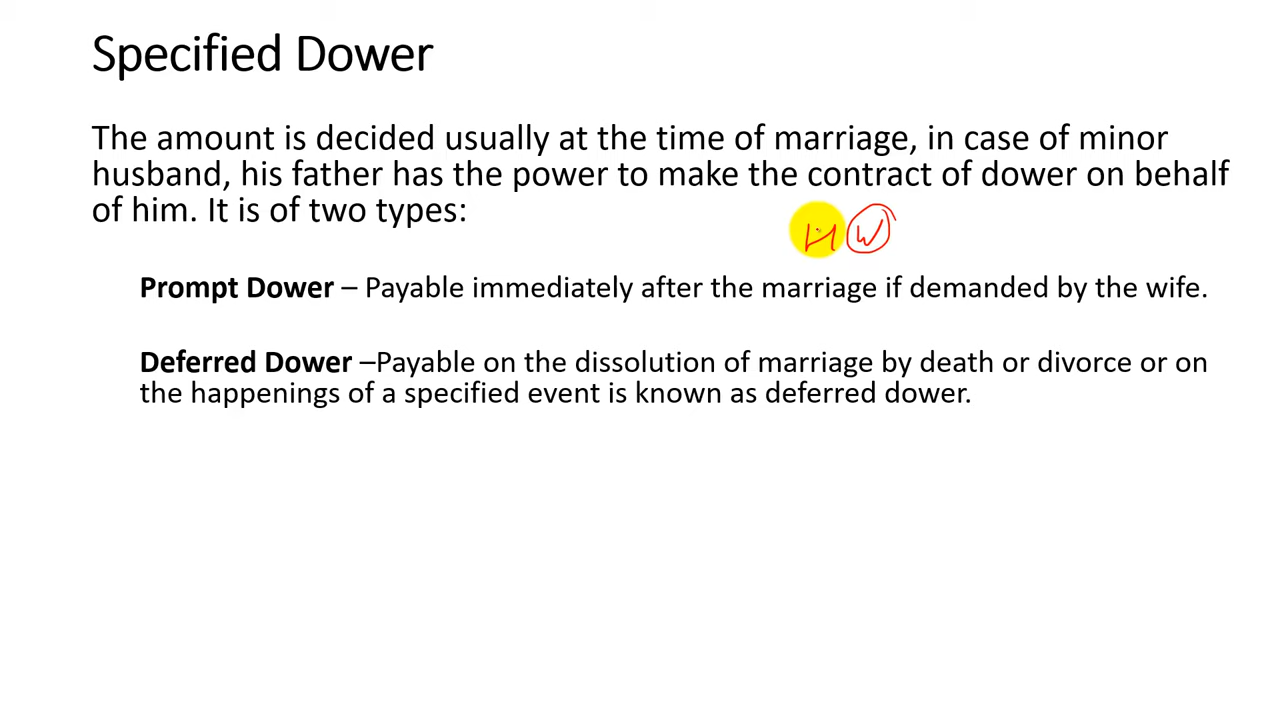 Specified Dower
The amount is decided usually at the time of marriage, in case of minor
husband, his father has the power to make the contract of dower on behalf
of him. It is of two types:
H W
Prompt Dower – Payable immediately after the marriage if demanded by the wife.
Deferred Dower –Payable on the dissolution of marriage by death or divorce or on
the happenings of a specified event is known as deferred dower.